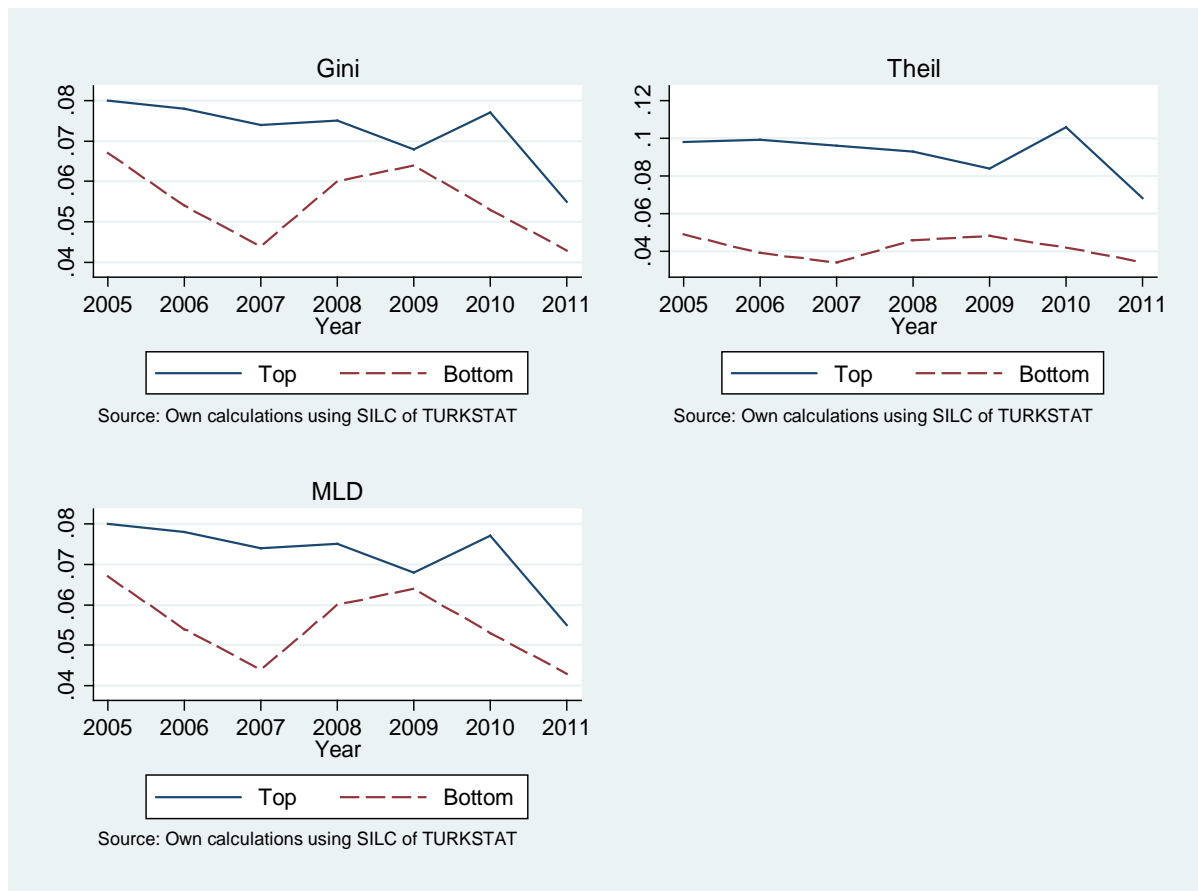 Gini
.08
.07
.06
.05
.04
2005 2006 2007 2008 2009 2010 2011
Year
Top Bottom
Source: Own calculations using SILC of TURKSTAT
Theil
.12
.1
.08
.06
.04
2005 2006 2007 2008 2009 2010 2011
Year
Top Bottom
Source: Own calculations using SILC of TURKSTAT
MLD
.08
.07
.06
.05
.04
2005 2006 2007 2008 2009 2010 2011
Year
Top Bottom
Source: Own calculations using SILC of TURKSTAT